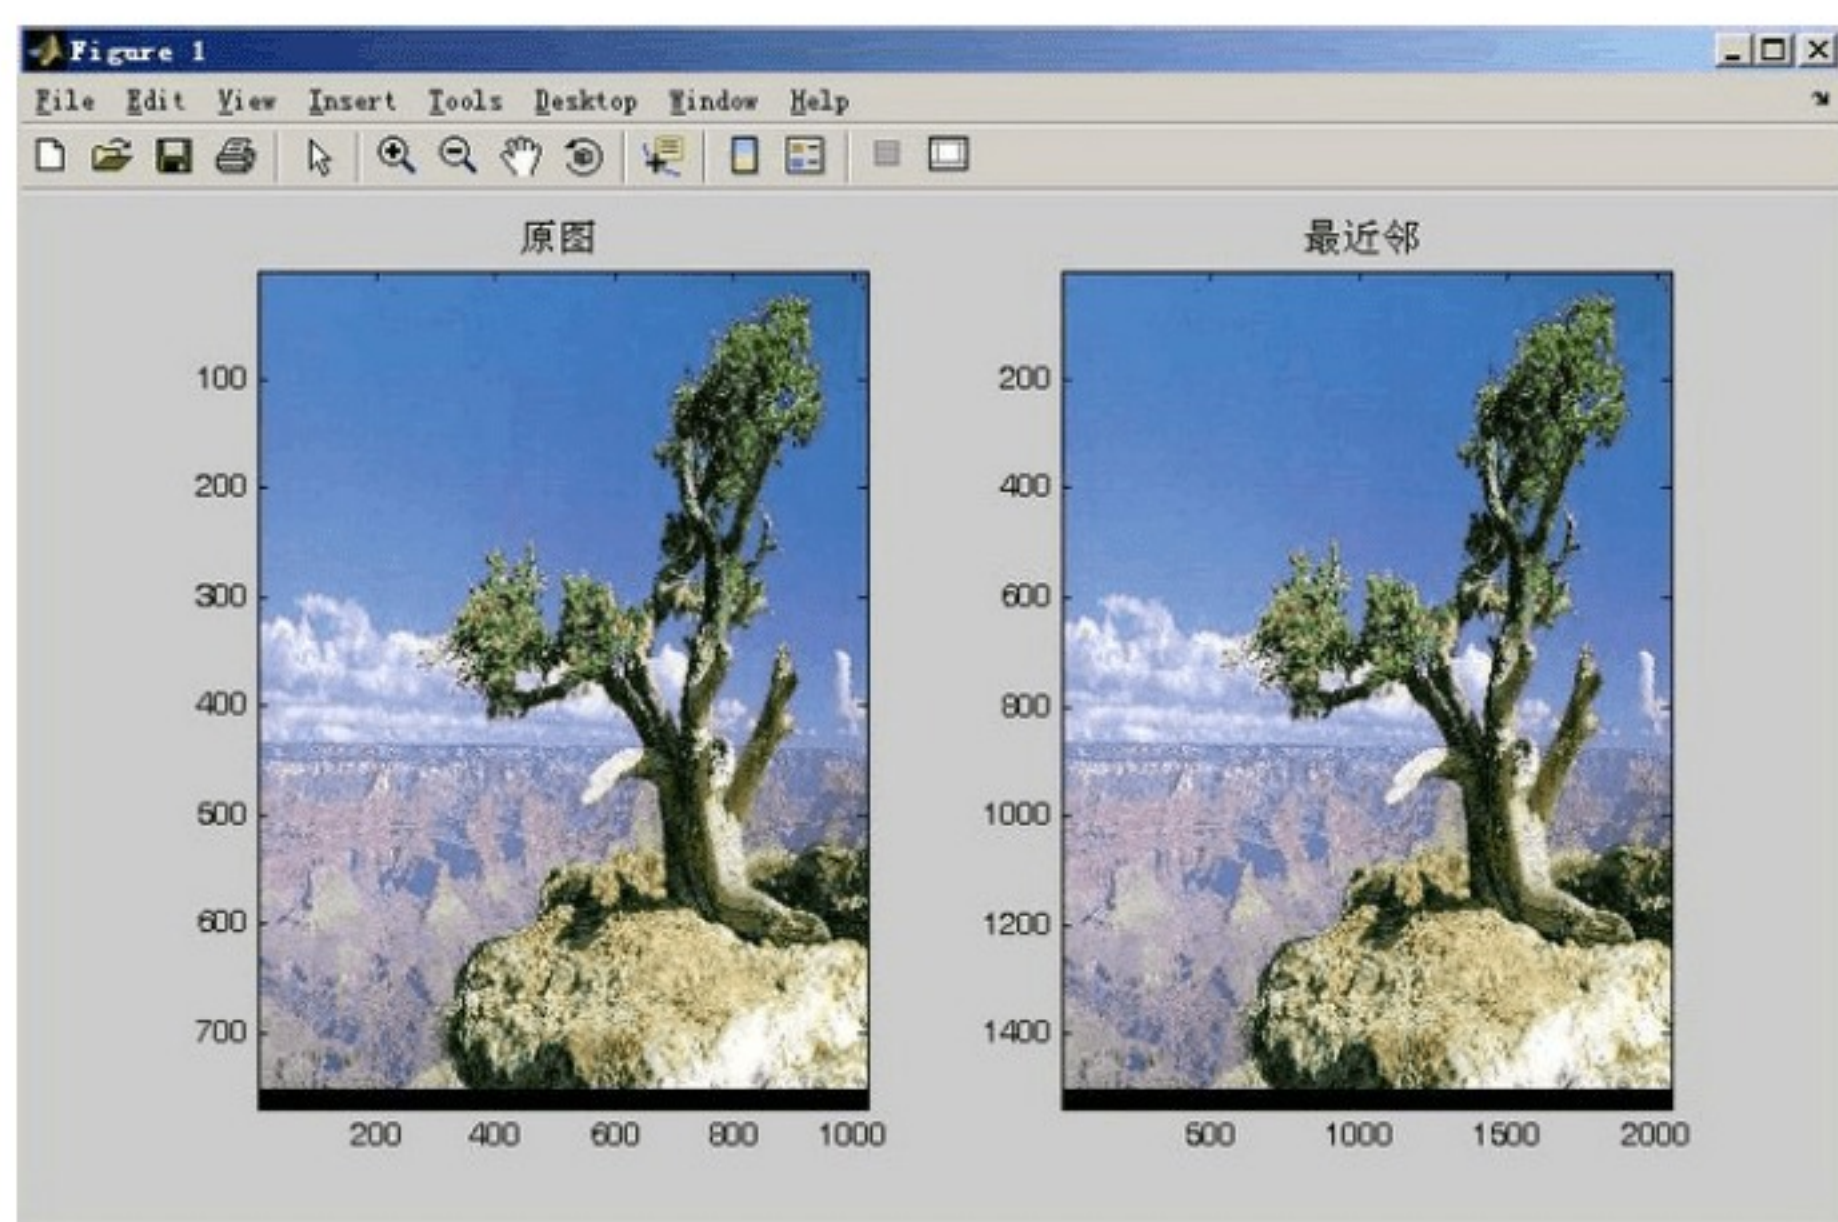 Figure 1
File Edit View Insert Tools Desktop Window Help
原图
最近邻
100
200
300
400
500
600
700
200 400 600 800 1000
200
400
600
800
1000
1200
1400
500 1000 1500 2000